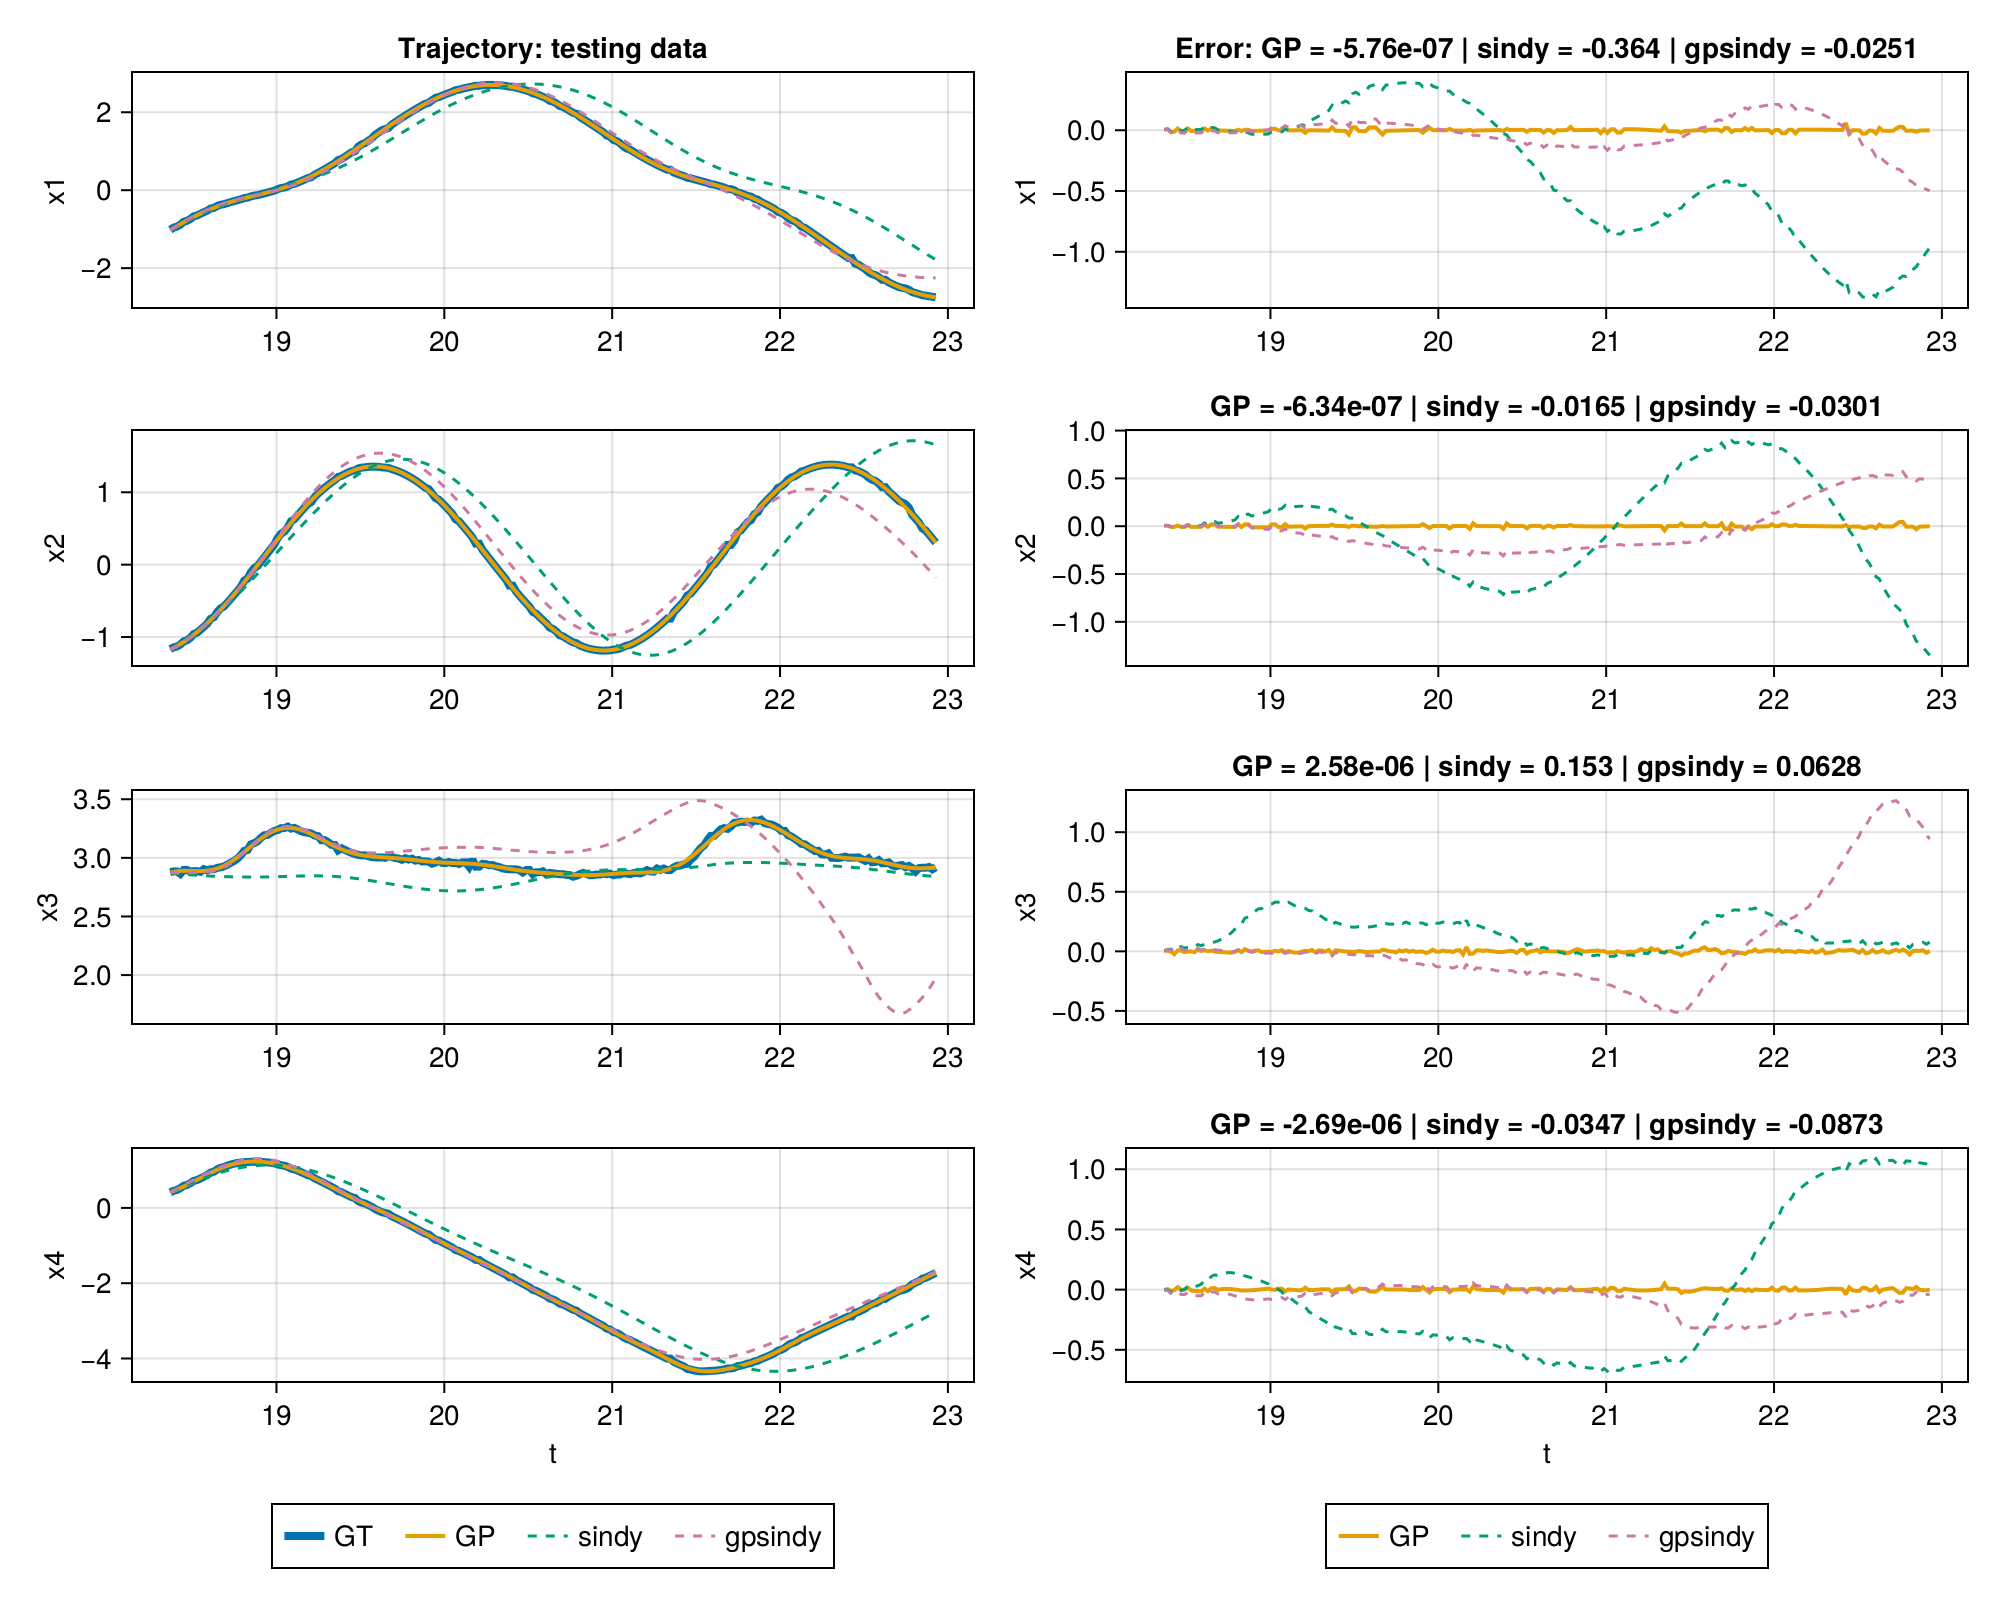 Trajectory: testing data
x1
2
0
−2
19 20 21 22 23
Error: GP = -5.76e-07 | sindy = -0.364 | gpsindy = -0.0251
x1
0.0
−0.5
−1.0
19 20 21 22 23
x2
1
0
−1
19 20 21 22 23
GP = -6.34e-07 | sindy = -0.0165 | gpsindy = -0.0301
x2
1.0
0.5
0.0
−0.5
−1.0
19 20 21 22 23
x3
3.5
3.0
2.5
2.0
19 20 21 22 23
GP = 2.58e-06 | sindy = 0.153 | gpsindy = 0.0628
x3
1.0
0.5
0.0
−0.5
19 20 21 22 23
x4
0
−2
−4
19 20 21 22 23
t
GP = -2.69e-06 | sindy = -0.0347 | gpsindy = -0.0873
x4
1.0
0.5
0.0
−0.5
19 20 21 22 23
t
GT GP sindy gpsindy
GP sindy gpsindy